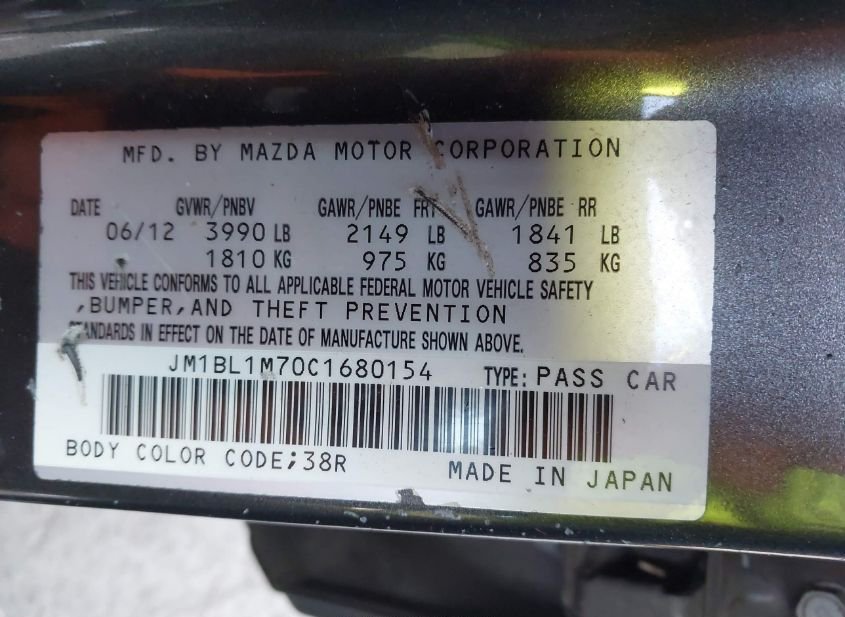 MFD. BY MAZDA MOTOR CORPORATION
DATE GVWR/PNBV GAWR/PNBE FRT GAWR/PNBE RR
06/12 3990 LB 2149 LB 1841 LB
1810 KG 975 KG 835 KG
THIS VEHICLE CONFORMS TO ALL APPLICABLE FEDERAL MOTOR VEHICLE SAFETY
,BUMPER,AND THEFT PREVENTION
STANDARDS IN EFFECT ON THE DATE OF MANUFACTURE SHOWN ABOVE.
JM1BL1M70C1680154 TYPE: PASS CAR
BODY COLOR CODE;38R
MADE IN JAPAN